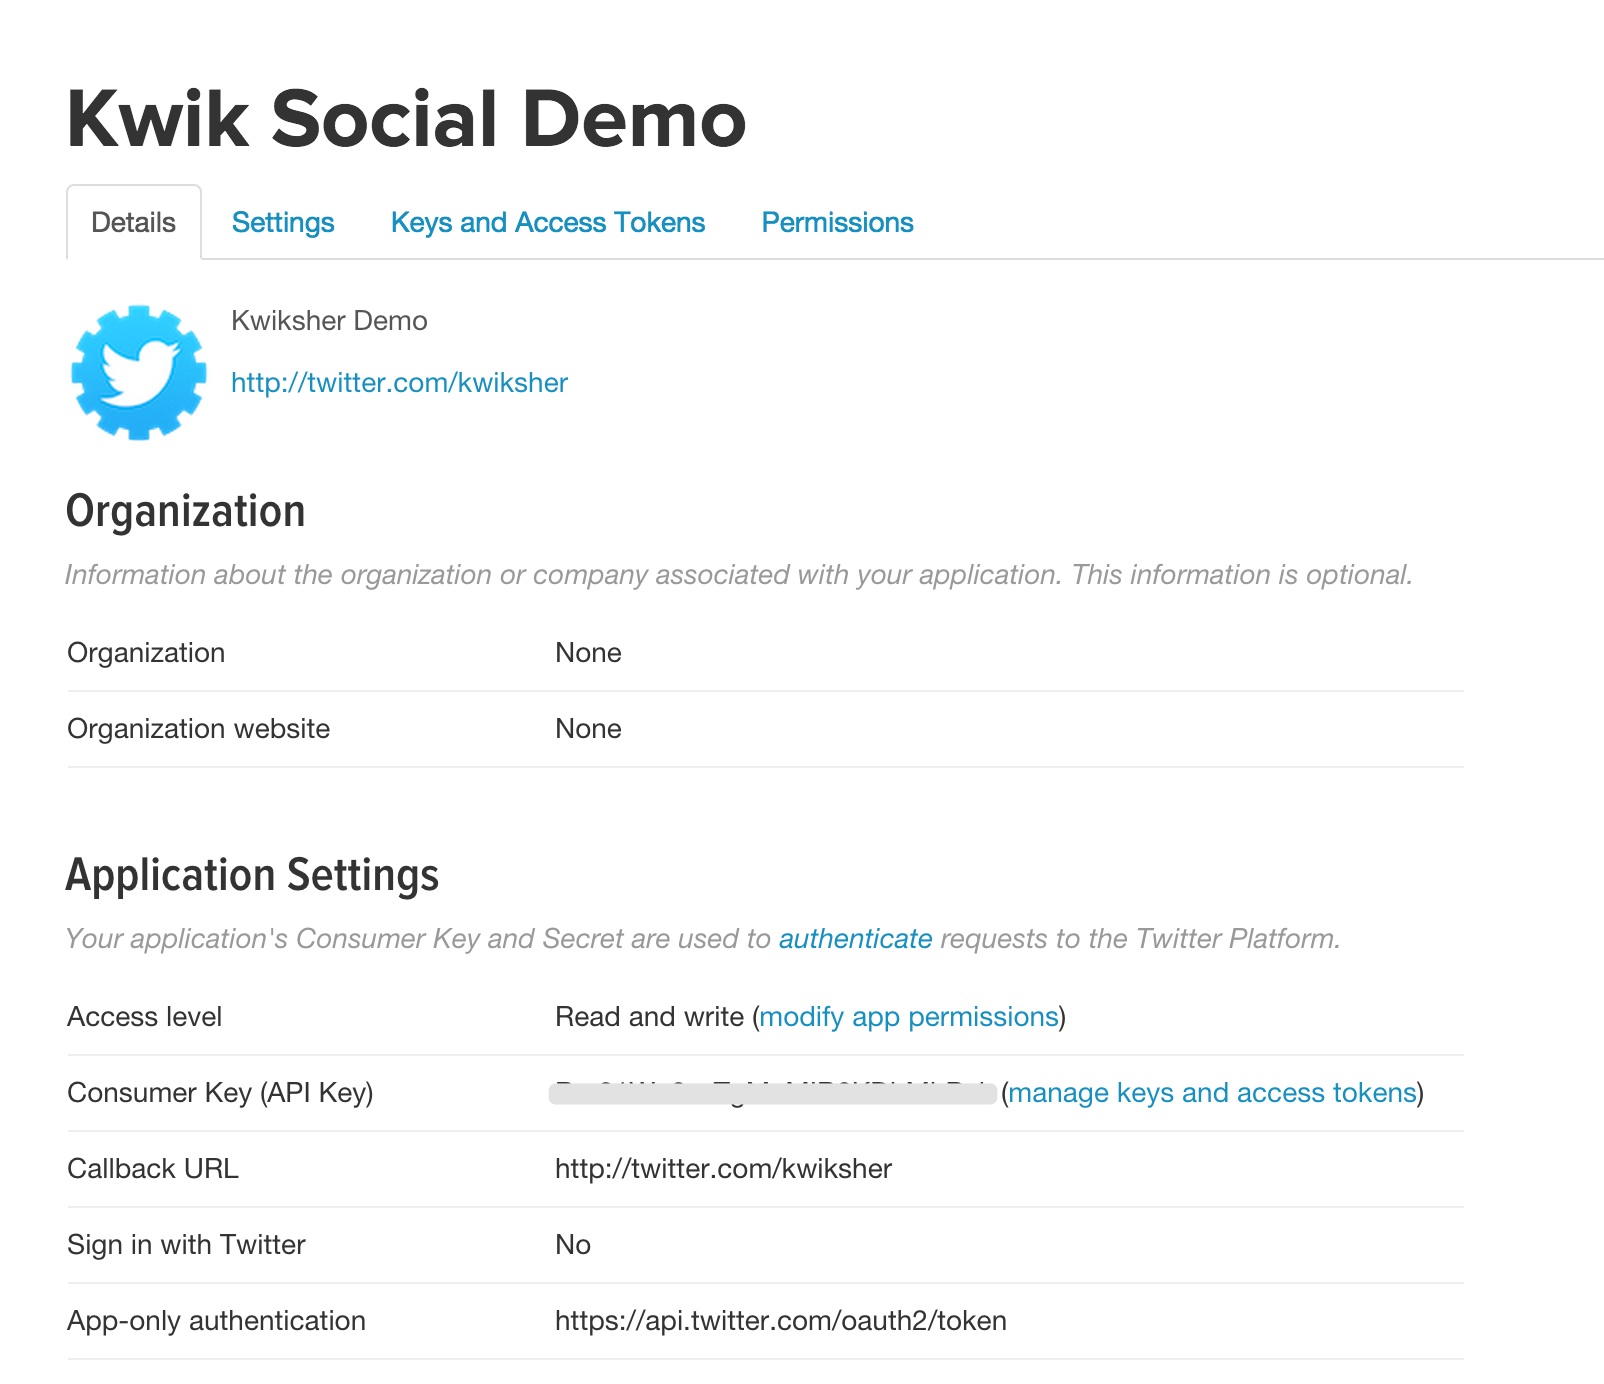 Kwik Social Demo
Details Settings Keys and Access Tokens Permissions
Kwiksher Demo
http://twitter.com/kwiksher
Organization
Information about the organization or company associated with your application. This information is optional.
Organization None
Organization website None
Application Settings
Your application's Consumer Key and Secret are used to authenticate requests to the Twitter Platform.
Access level Read and write (modify app permissions)
Consumer Key (API Key) (manage keys and access tokens)
Callback URL http://twitter.com/kwiksher
Sign in with Twitter No
App-only authentication https://api.twitter.com/oauth2/token